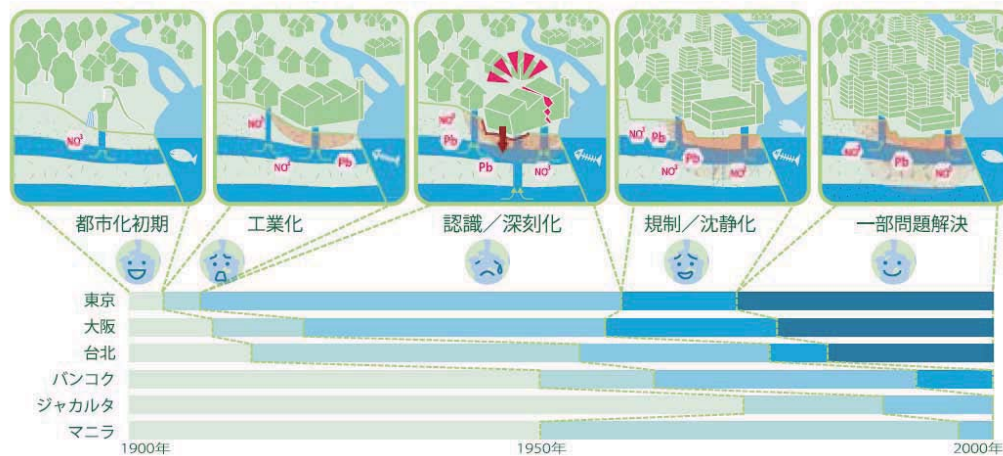 NO³
NO³
NO³
Pb
NO³
Pb
NO³
NO³
Pb
Pb
NO³
NO³
Pb
NO³
都市化初期
工業化
認識／深刻化
規制／沈静化
一部問題解決
東京
大阪
台北
バンコク
ジャカルタ
マニラ
1900年
1950年
2000年